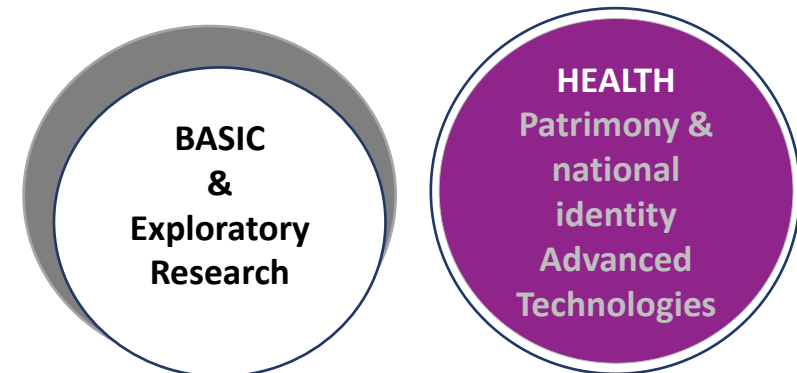 BASIC
&
Exploratory
Research
HEALTH
Patrimony &
national
identity
Advanced
Technologies